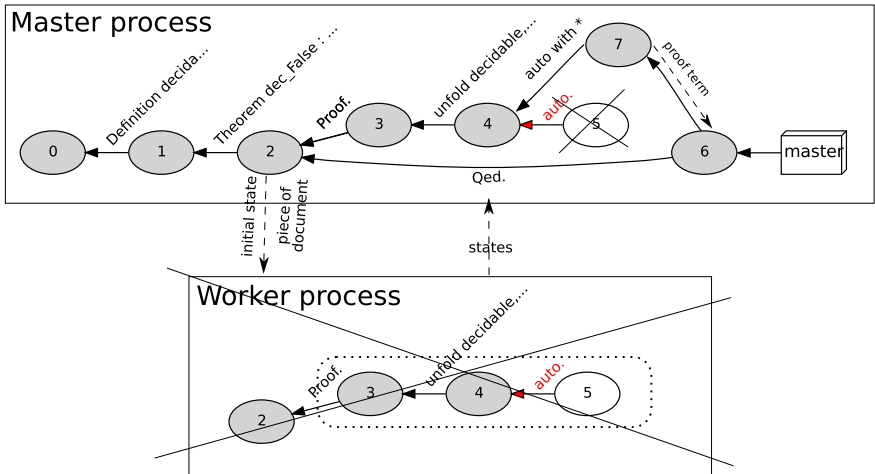 Master process
Definition decida...
Theorem dec_False : ...
Proof.
unfold decidable,...
auto with *
auto.
proof term
7
3
4
5
0
1
2
6
master
Qed.
initial state
piece of
document
states
Worker process
Proof.
unfold decidable,...
auto.
2
3
4
5